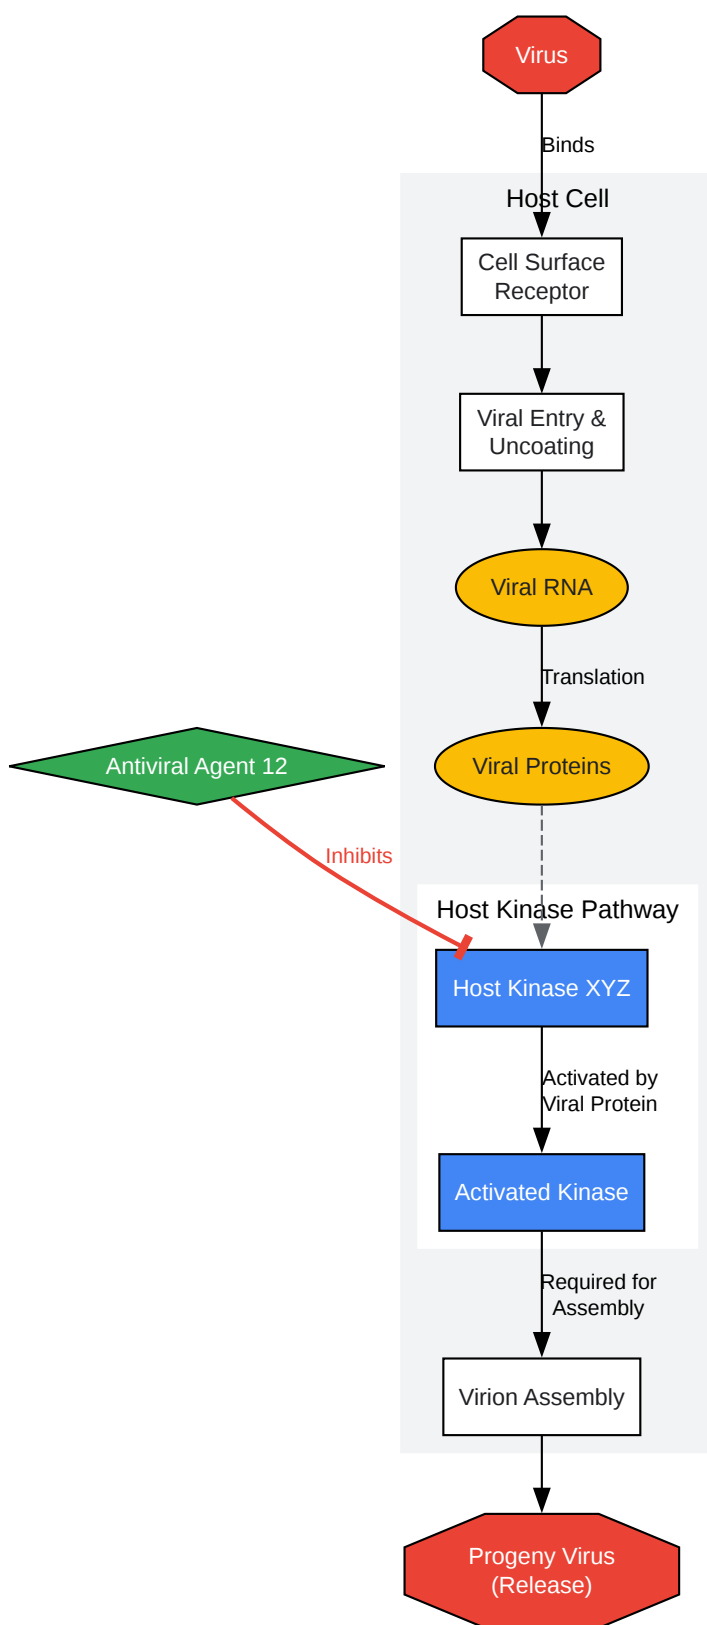 Virus
Binds
Host Cell
Cell Surface
Receptor
Viral Entry &
Uncoating
Viral RNA
Translation
Antiviral Agent 12
Viral Proteins
Inhibits
Host Kinase Pathway
Host Kinase XYZ
Activated by
Viral Protein
Activated Kinase
Required for
Assembly
Virion Assembly
Progeny Virus
(Release)